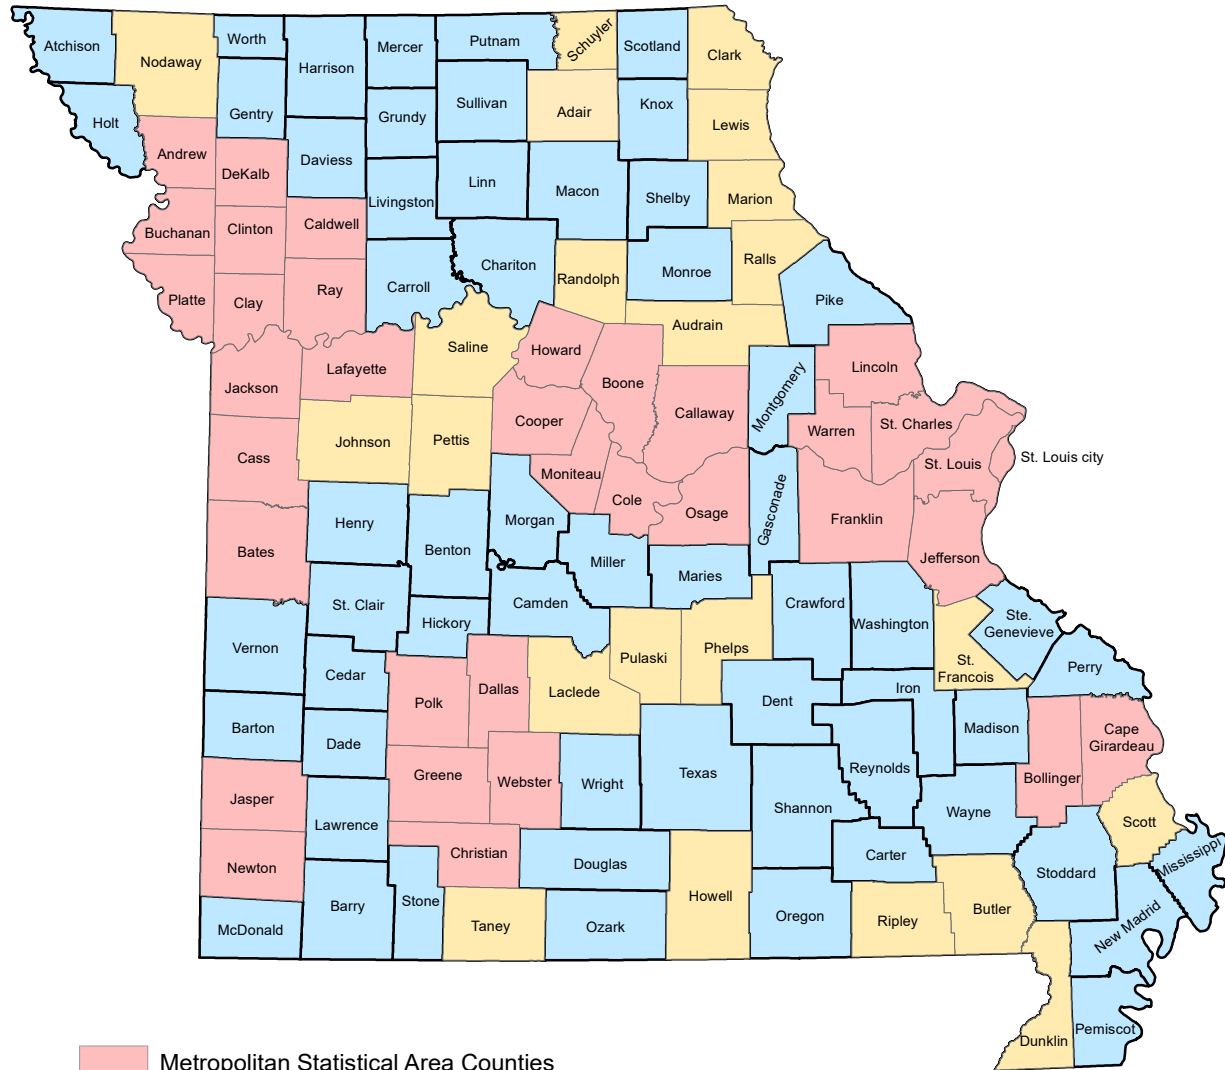 Atchison
Nodaway
Worth
Harrison
Mercer
Putnam
Schuyler
Scotland
Clark
Holt
Gentry
Grundy
Sullivan
Adair
Knox
Lewis
Andrew
DeKalb
Daviess
Livingston
Linn
Macon
Shelby
Marion
Buchanan
Clinton
Caldwell
Carroll
Chariton
Randolph
Monroe
Ralls
Pike
Platte
Clay
Ray
Saline
Howard
Audrain
Jackson
Lafayette
Boone
Callaway
Montgomery
Lincoln
Cass
Johnson
Pettis
Cooper
Warren
St. Charles
St. Louis
St. Louis city
Moniteau
Cole
Osage
Gasconade
Franklin
Jefferson
Bates
Henry
Benton
Morgan
Miller
Maries
Vernon
St. Clair
Hickory
Camden
Pulaski
Phelps
Crawford
Washington
Ste.
Genevieve
St.
Francois
Perry
Cedar
Polk
Dallas
Laclede
Dent
Iron
Madison
Barton
Dade
Greene
Webster
Wright
Texas
Reynolds
Bollinger
Cape
Girardeau
Jasper
Lawrence
Christian
Shannon
Wayne
Scott
Newton
Douglas
Carter
Stoddard
Mississippi
McDonald
Barry
Stone
Taney
Ozark
Howell
Oregon
Ripley
Butler
New Madrid
Dunklin
Pemiscot
Metropolitan Statistical Area Counties